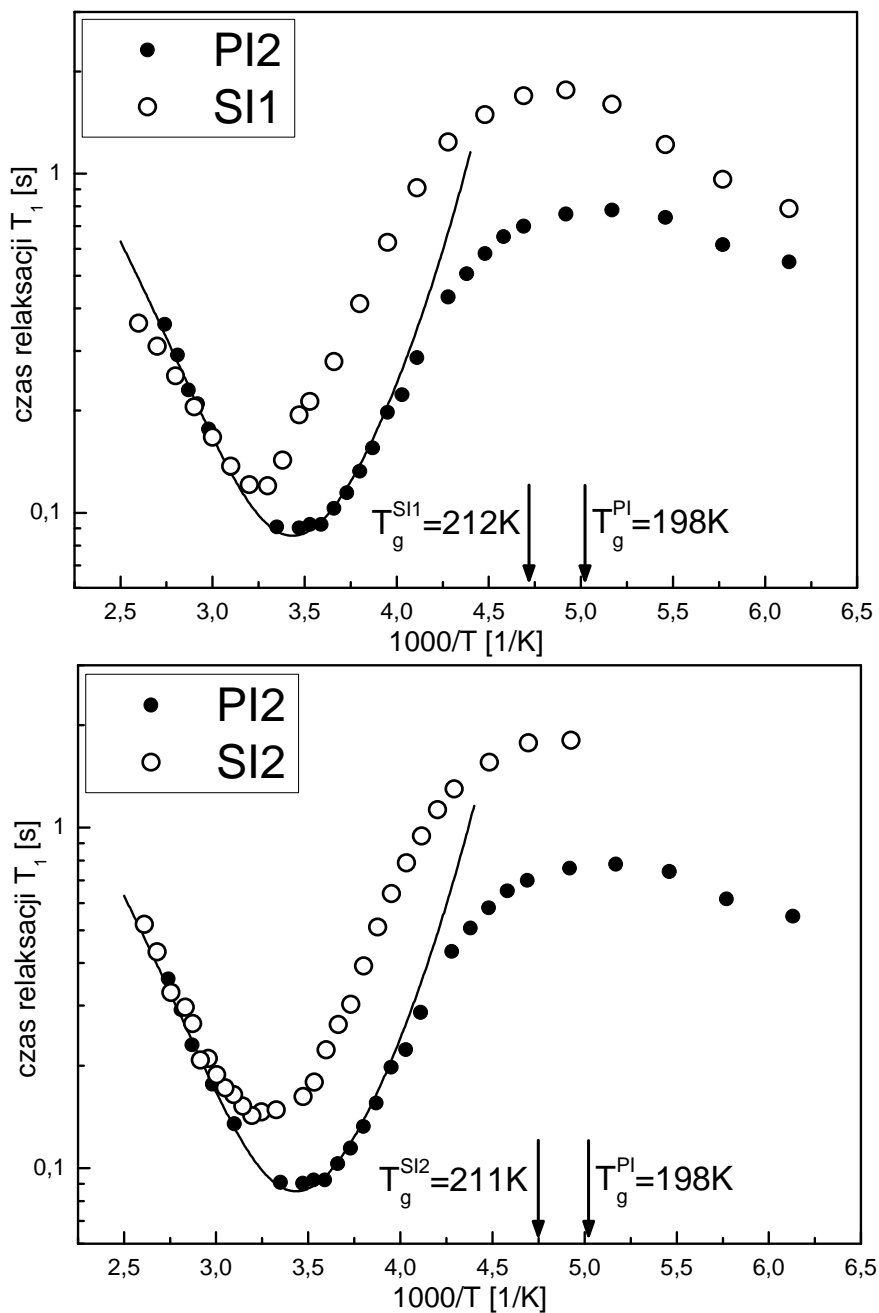 PI2
SI1
czas relaksacji T₁ [s]
1
0,1
T_g^SI1=212K
T_g^PI=198K
2,5 3,0 3,5 4,0 4,5 5,0 5,5 6,0 6,5
1000/T [1/K]
PI2
SI2
czas relaksacji T₁ [s]
1
0,1
T_g^SI2=211K
T_g^PI=198K
2,5 3,0 3,5 4,0 4,5 5,0 5,5 6,0 6,5
1000/T [1/K]